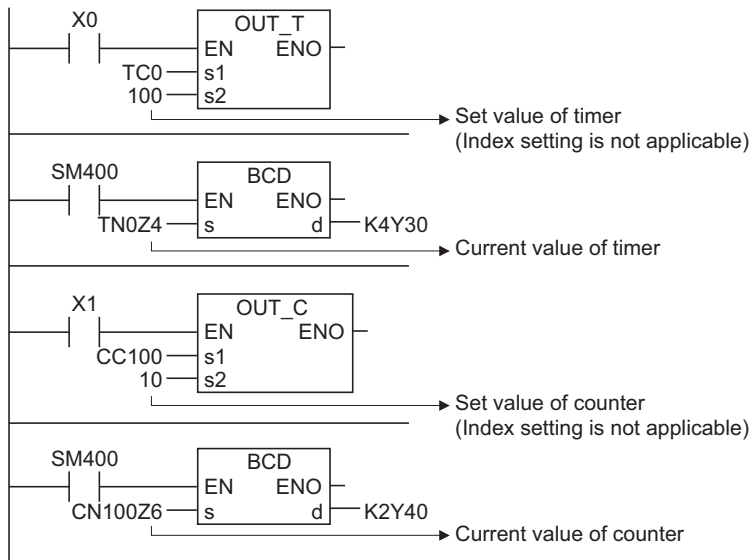 X0
OUT_T
EN ENO
TC0 s1
100 s2
Set value of timer
(Index setting is not applicable)
SM400
BCD
EN ENO
TN0Z4 s d K4Y30
Current value of timer
X1
OUT_C
EN ENO
CC100 s1
10 s2
Set value of counter
(Index setting is not applicable)
SM400
BCD
EN ENO
CN100Z6 s d K2Y40
Current value of counter